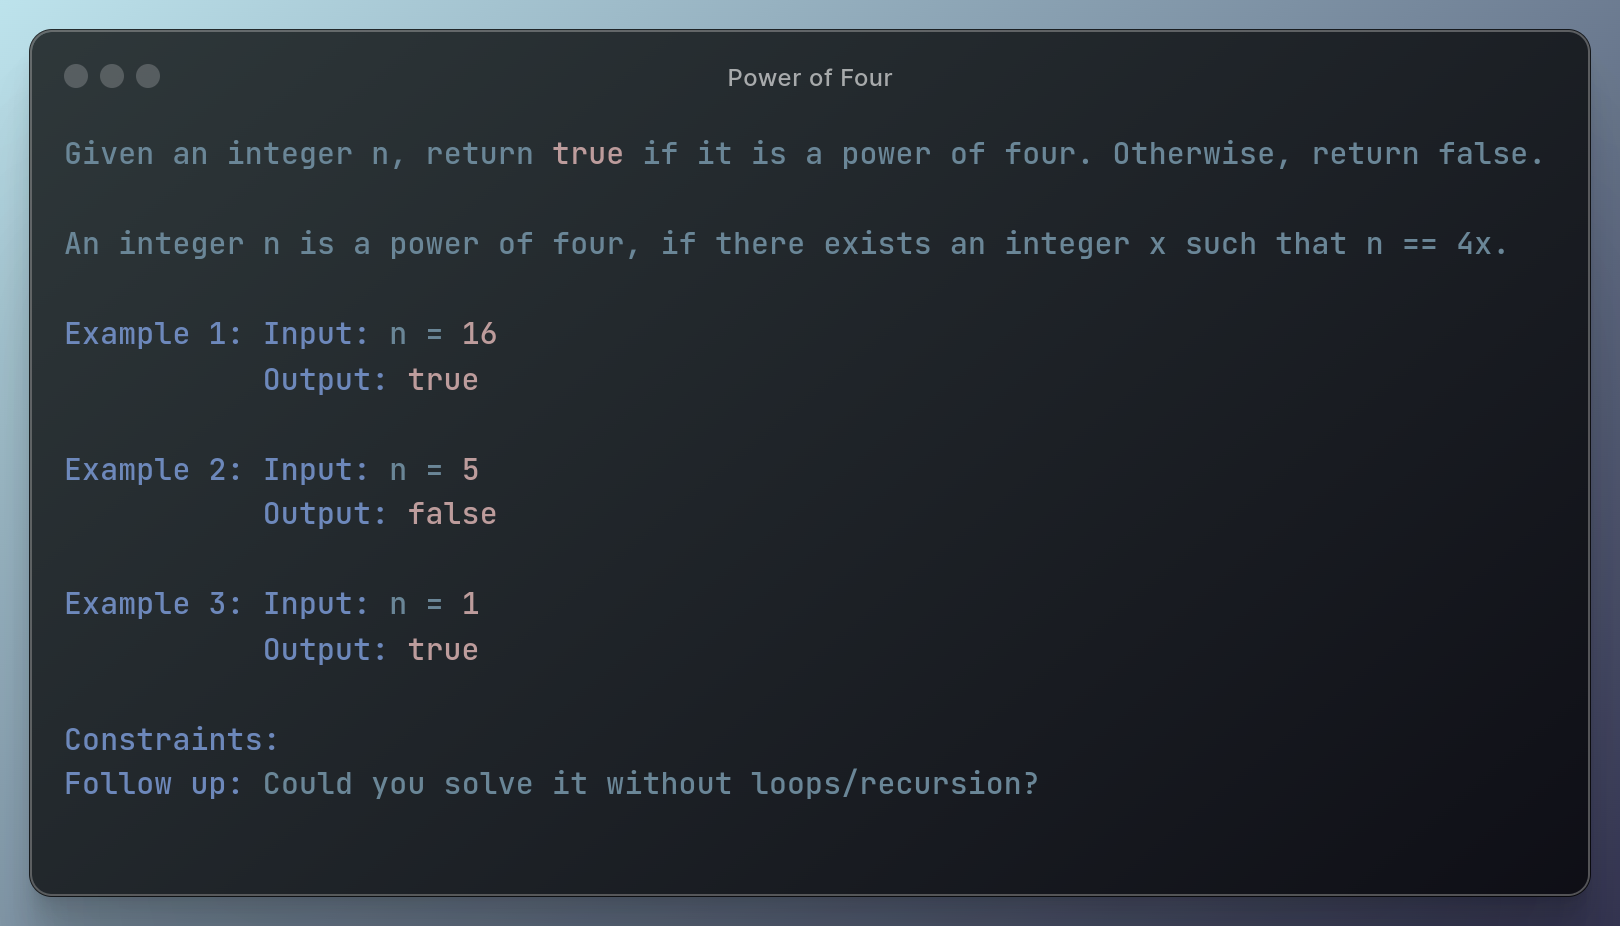 Power of Four
Given an integer n, return true if it is a power of four. Otherwise, return false.
An integer n is a power of four, if there exists an integer x such that n == 4x.
Example 1: Input: n = 16
Output: true
Example 2: Input: n = 5
Output: false
Example 3: Input: n = 1
Output: true
Constraints:
Follow up: Could you solve it without loops/recursion?